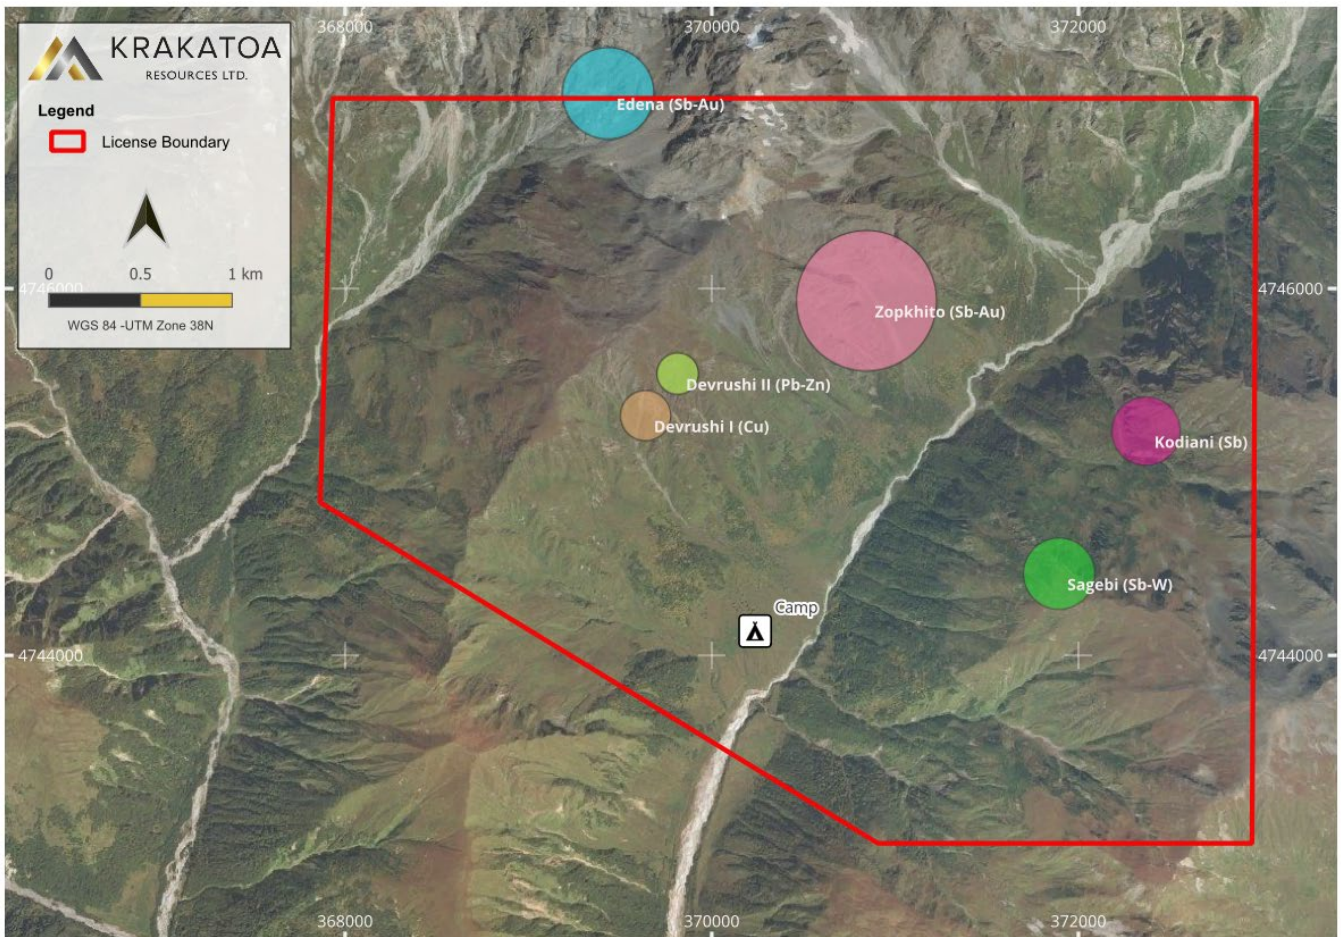 368000 370000 372000
KRAKATOA
RESOURCES LTD.
Legend
License Boundary
0 0.5 1 km
WGS 84 -UTM Zone 38N
Edena (Sb-Au)
4746000 4746000
Zopkhito (Sb-Au)
Devrushi II (Pb-Zn)
Devrushi I (Cu)
Kodiani (Sb)
Sagebi (Sb-W)
Camp
4744000 4744000
368000 370000 372000